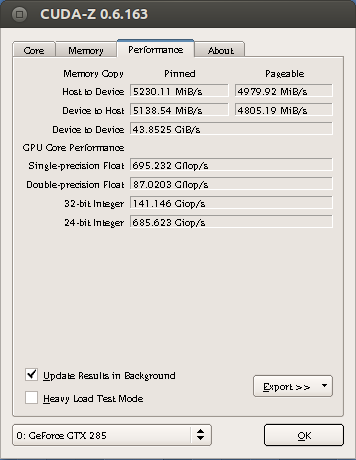 CUDA-Z 0.6.163
Core Memory Performance About
Memory Copy Pinned Pageable
Host to Device 5230.11 MiB/s 4979.92 MiB/s
Device to Host 5138.54 MiB/s 4805.19 MiB/s
Device to Device 43.8525 GiB/s
GPU Core Performance
Single-precision Float 695.232 Gflop/s
Double-precision Float 87.0203 Gflop/s
32-bit Integer 141.146 Giop/s
24-bit Integer 685.623 Giop/s
Update Results in Background
Heavy Load Test Mode
Export >>
0: GeForce GTX 285
OK